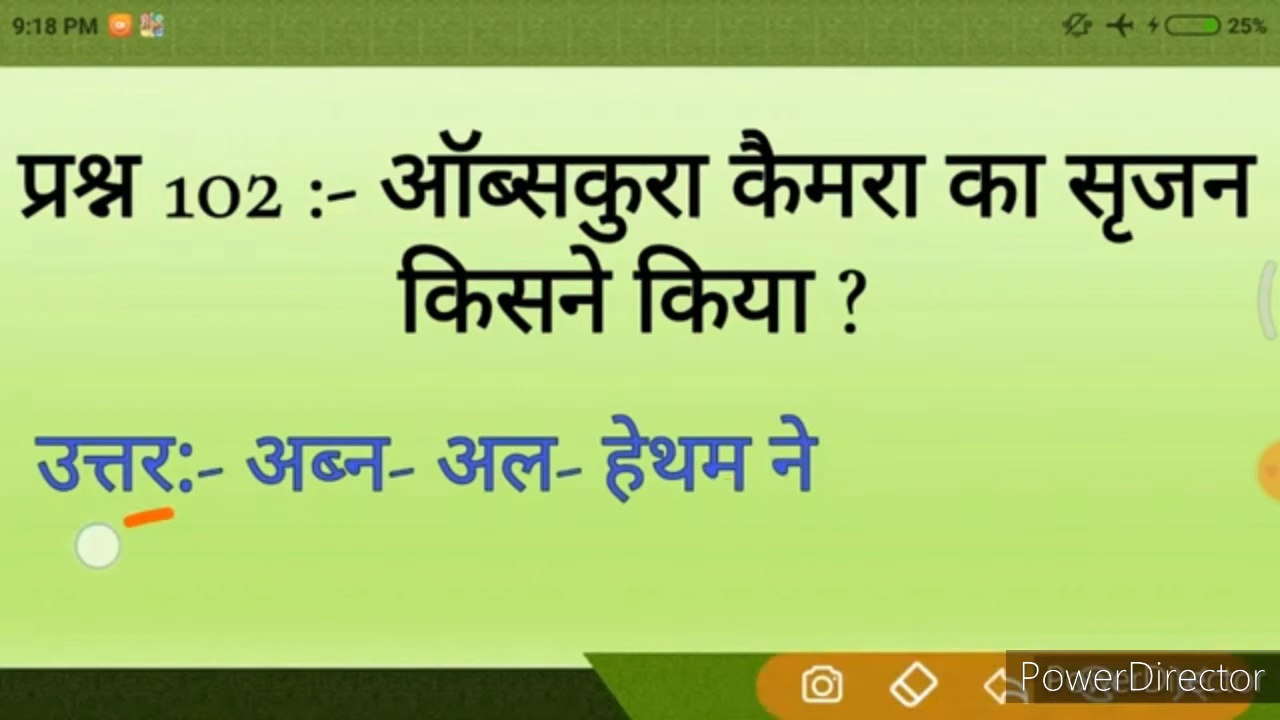 9:18 PM 25%
प्रश्न 102 :- ऑब्सकुरा कैमरा का सृजन
किसने किया ?
उत्तर:- अब्न- अल- हेथम ने
PowerDirector